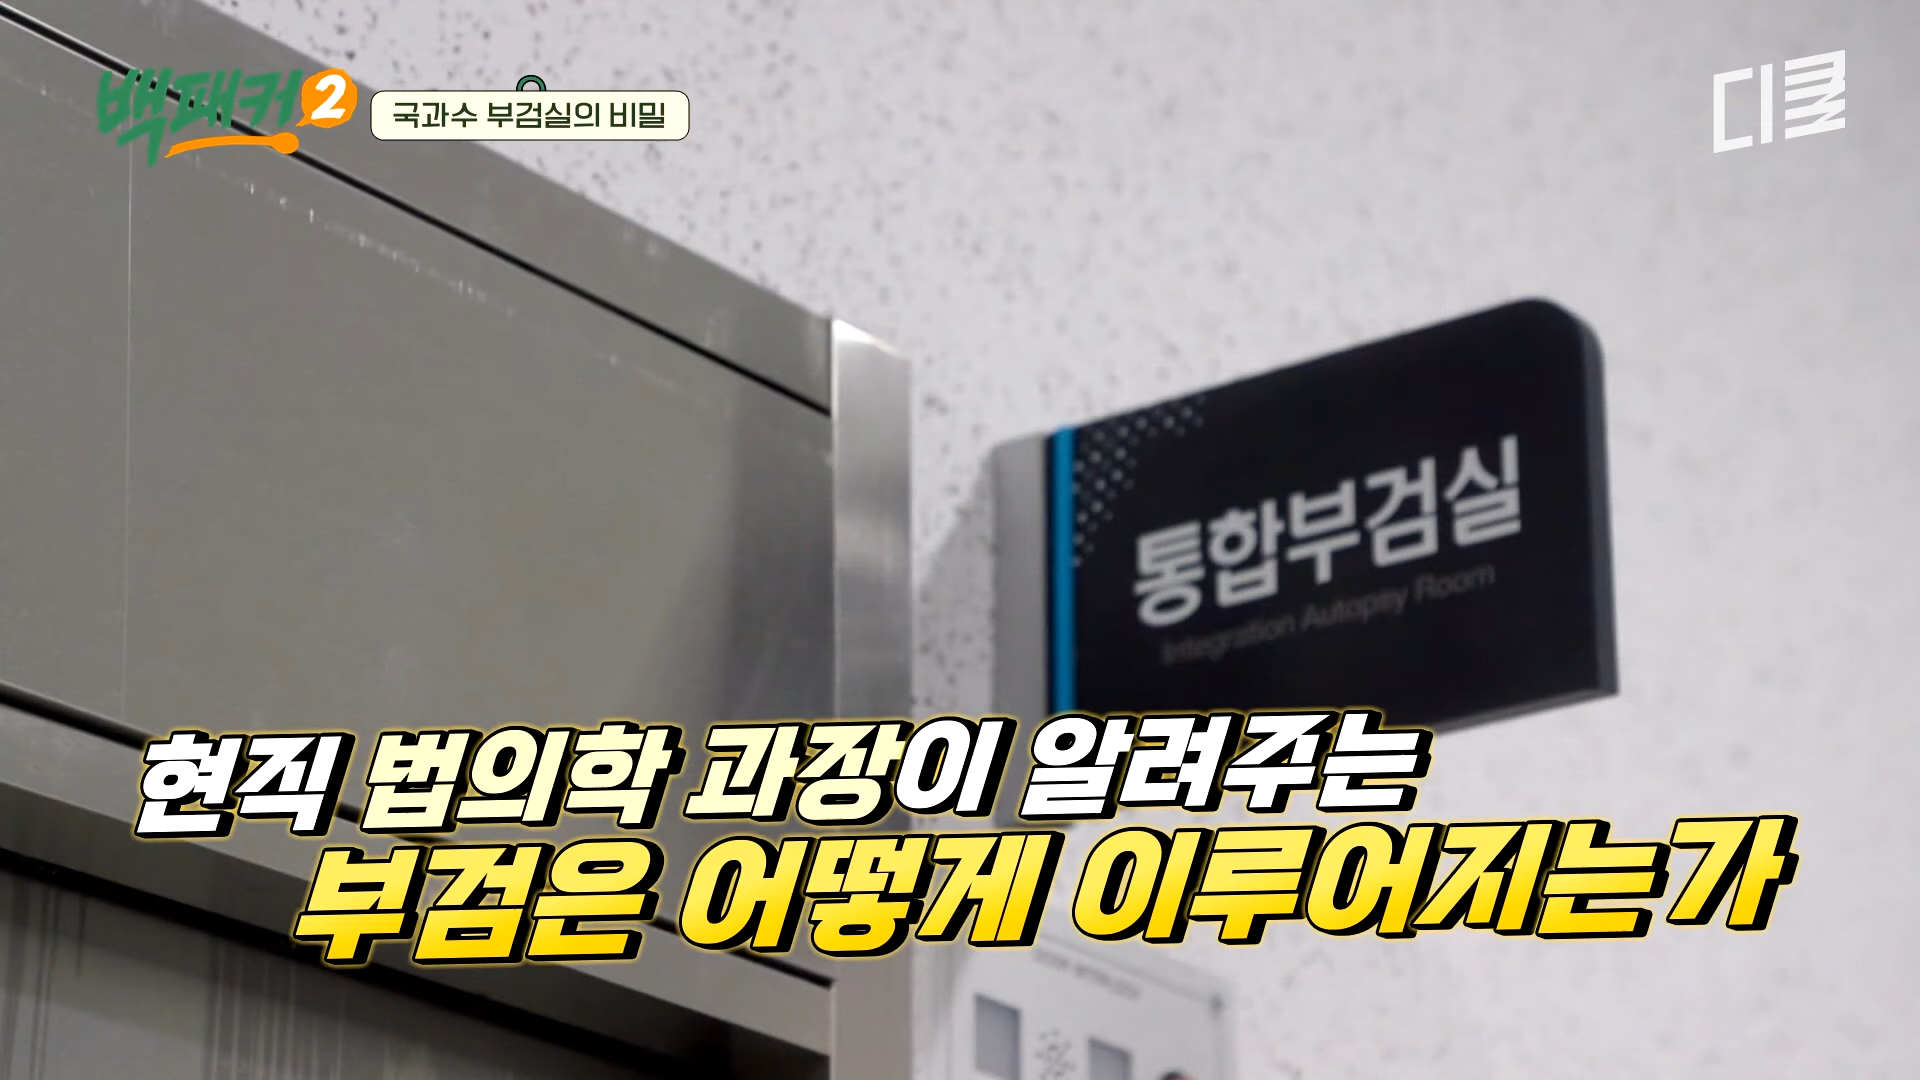 백패커2
국과수 부검실의 비밀
디글
통합부검실
Integration Autopsy Room
현직 법의학 과장이 알려주는
부검은 어떻게 이루어지는가